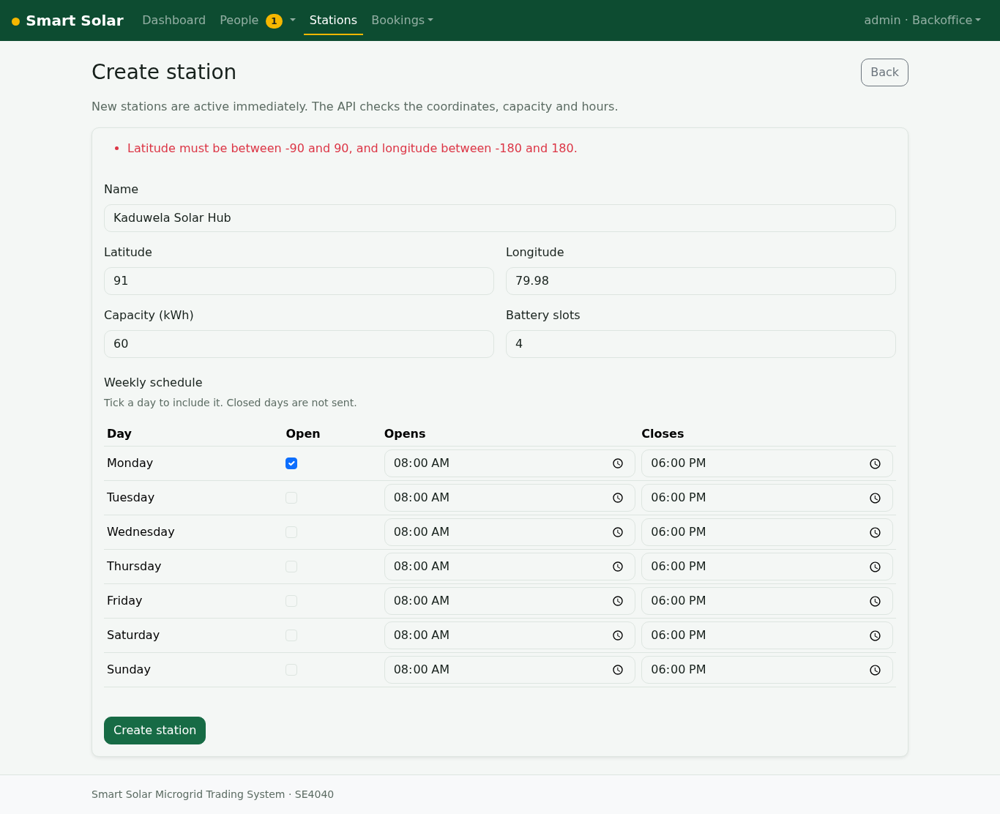 Smart Solar Dashboard People 1 Stations Bookings admin · Backoffice
Create station Back
New stations are active immediately. The API checks the coordinates, capacity and hours.
• Latitude must be between -90 and 90, and longitude between -180 and 180.
Name
Kaduwela Solar Hub
Latitude Longitude
91 79.98
Capacity (kWh) Battery slots
60 4
Weekly schedule
Tick a day to include it. Closed days are not sent.
Day Open Opens Closes
Monday 08:00 AM 06:00 PM
Tuesday 08:00 AM 06:00 PM
Wednesday 08:00 AM 06:00 PM
Thursday 08:00 AM 06:00 PM
Friday 08:00 AM 06:00 PM
Saturday 08:00 AM 06:00 PM
Sunday 08:00 AM 06:00 PM
Create station
Smart Solar Microgrid Trading System · SE4040